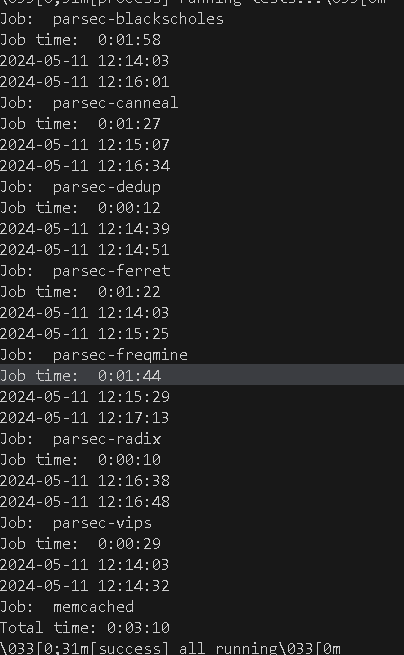 \033[0;31m[process] running tests...\033[0m
Job:  parsec-blackscholes
Job time:  0:01:58
2024-05-11 12:14:03
2024-05-11 12:16:01
Job:  parsec-canneal
Job time:  0:01:27
2024-05-11 12:15:07
2024-05-11 12:16:34
Job:  parsec-dedup
Job time:  0:00:12
2024-05-11 12:14:39
2024-05-11 12:14:51
Job:  parsec-ferret
Job time:  0:01:22
2024-05-11 12:14:03
2024-05-11 12:15:25
Job:  parsec-freqmine
Job time:  0:01:44
2024-05-11 12:15:29
2024-05-11 12:17:13
Job:  parsec-radix
Job time:  0:00:10
2024-05-11 12:16:38
2024-05-11 12:16:48
Job:  parsec-vips
Job time:  0:00:29
2024-05-11 12:14:03
2024-05-11 12:14:32
Job:  memcached
Total time: 0:03:10
\033[0;31m[success] all running\033[0m